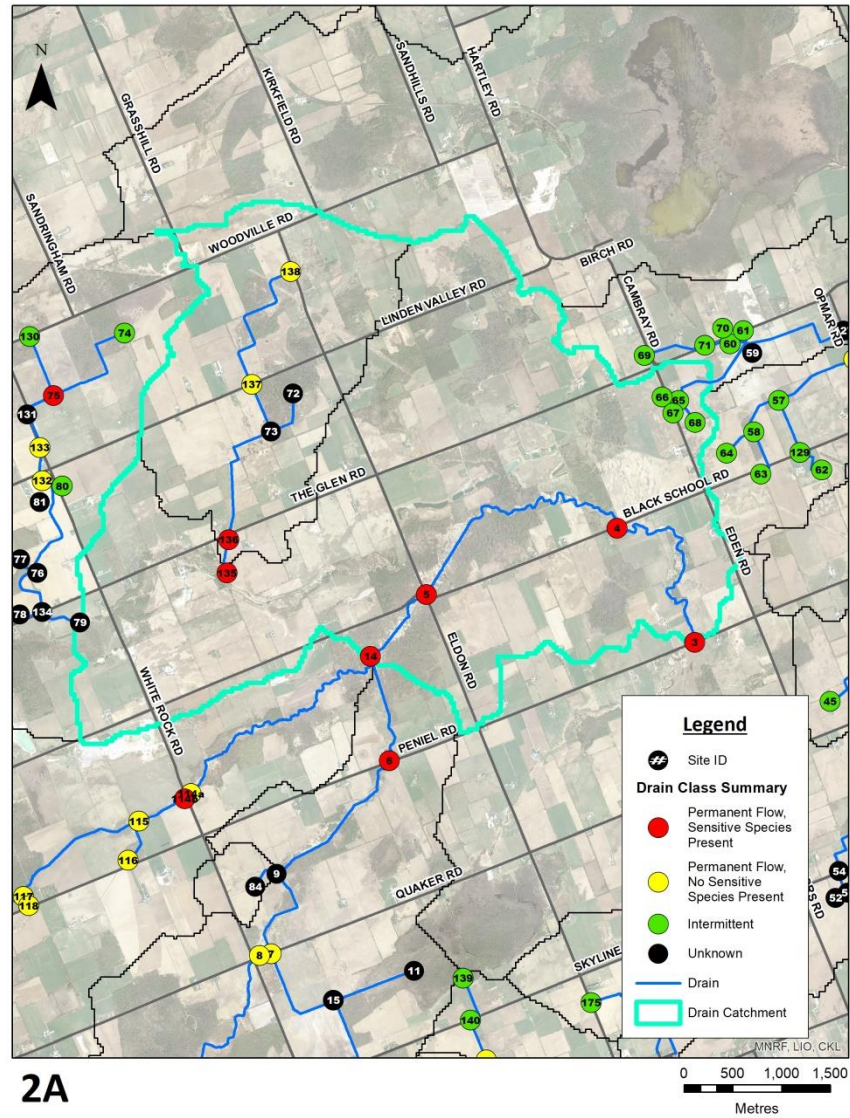 N
GRASSHILL RD
KIRKFIELD RD
SANDHILLS RD
HARTLEY RD
SANDRINGHAM RD
WOODVILLE RD
138
LINDEN VALLEY RD
BIRCH RD
CAMBRAY RD
OPMAR RD
130
74
75
131
137
72
73
133
132
80
81
69
71
70
60
61
59
2
66
65
67
68
57
58
64
63
129
62
THE GLEN RD
BLACK SCHOOL RD
136
135
4
77
76
78
134
79
5
EDEN RD
3
14
ELDON RD
WHITE ROCK RD
PENIEL RD
6
45
114a
115
116
117
118
9
84
QUAKER RD
8
7
11
15
139
140
SKYLINE
175
54
52
5
RS RD
Legend
# Site ID
Drain Class Summary
Permanent Flow,
Sensitive Species
Present
Permanent Flow,
No Sensitive
Species Present
Intermittent
Unknown
Drain
Drain Catchment
MNRF, LIO, CKL
2A
0 500 1,000 1,500
Metres